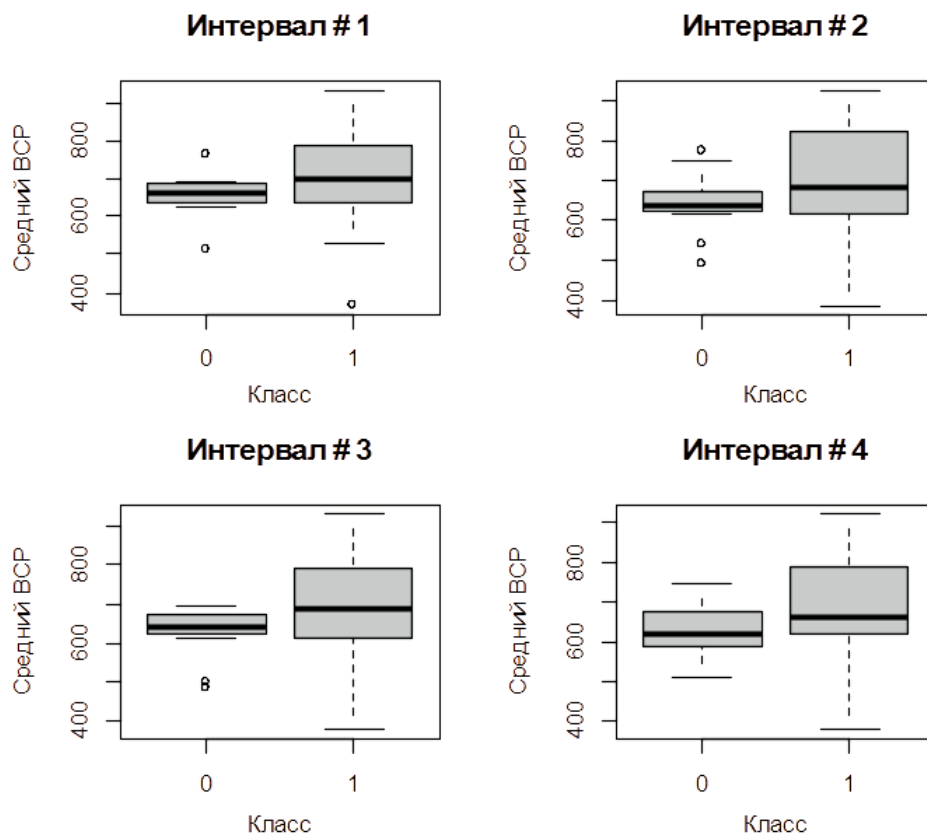 Интервал # 1
Средний ВСР
800
600
400
0
1
Класс
Интервал # 2
Средний ВСР
800
600
400
0
1
Класс
Интервал # 3
Средний ВСР
800
600
400
0
1
Класс
Интервал # 4
Средний ВСР
800
600
400
0
1
Класс